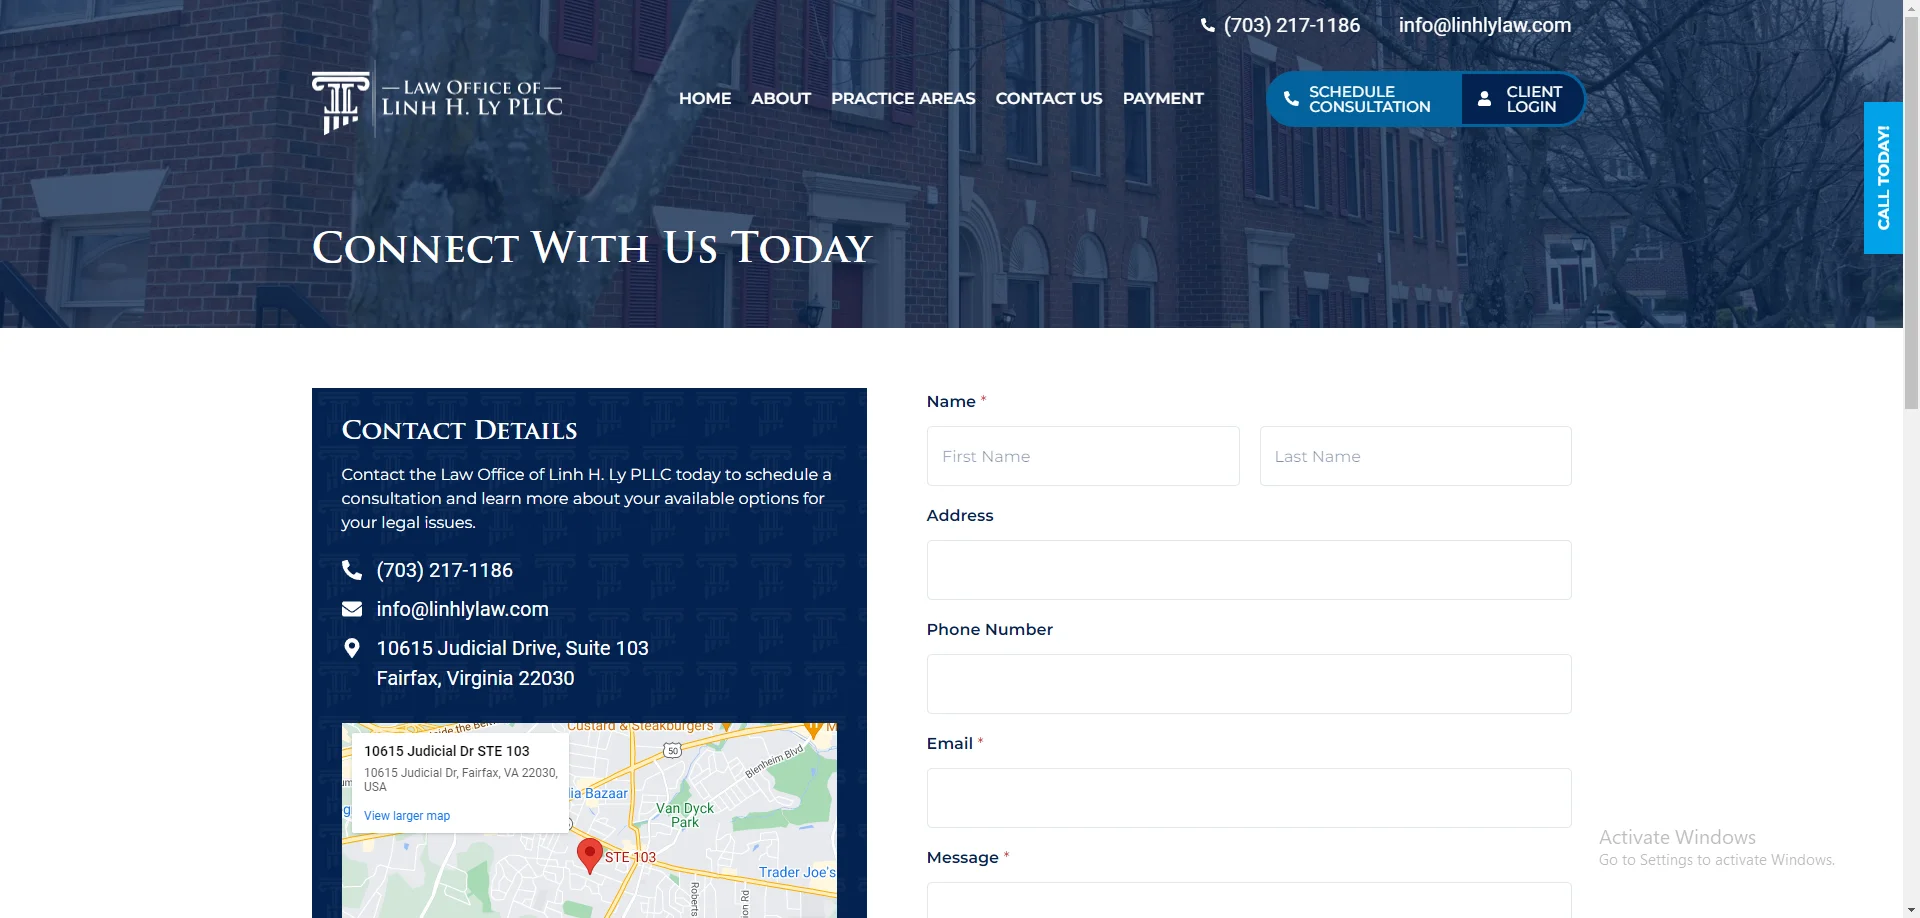 (703) 217-1186
info@linhlylaw.com
LAW OFFICE OF
LINH H. LY PLLC
HOME
ABOUT
PRACTICE AREAS
CONTACT US
PAYMENT
SCHEDULE
CONSULTATION
CLIENT
LOGIN
CALL TODAY!
CONNECT WITH US TODAY
CONTACT DETAILS
Contact the Law Office of Linh H. Ly PLLC today to schedule a
consultation and learn more about your available options for
your legal issues.
(703) 217-1186
info@linhlylaw.com
10615 Judicial Drive, Suite 103
Fairfax, Virginia 22030
Custard & Steakburgers
50
Blenheim Blvd
10615 Judicial Dr STE 103
10615 Judicial Dr, Fairfax, VA 22030,
USA
View larger map
Bazaar
Van Dyck
Park
STE 103
Trader Joe's
Roberts
Name *
First Name
Last Name
Address
Phone Number
Email *
Message *
Activate Windows
Go to Settings to activate Windows.